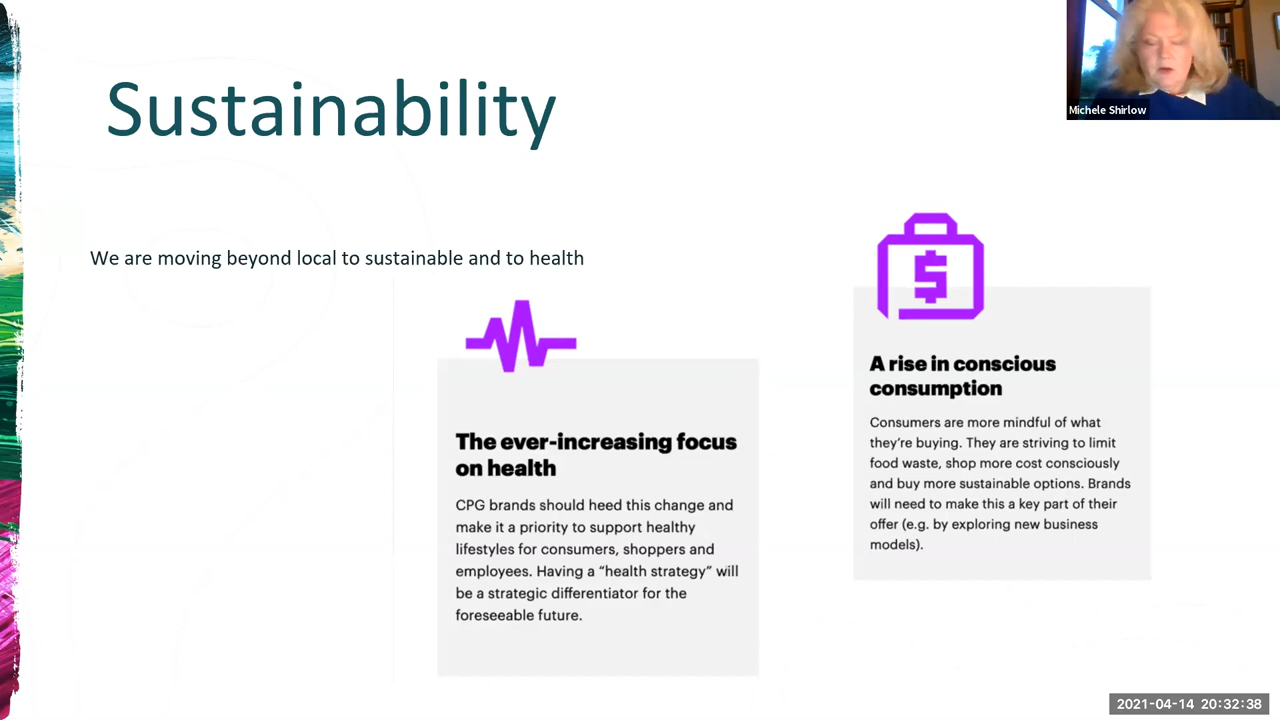 Sustainability
Michele Shirlow
We are moving beyond local to sustainable and to health
The ever-increasing focus
on health
CPG brands should heed this change and
make it a priority to support healthy
lifestyles for consumers, shoppers and
employees. Having a “health strategy” will
be a strategic differentiator for the
foreseeable future.
$
A rise in conscious
consumption
Consumers are more mindful of what
they’re buying. They are striving to limit
food waste, shop more cost consciously
and buy more sustainable options. Brands
will need to make this a key part of their
offer (e.g. by exploring new business
models).
2021-04-14 20:32:38